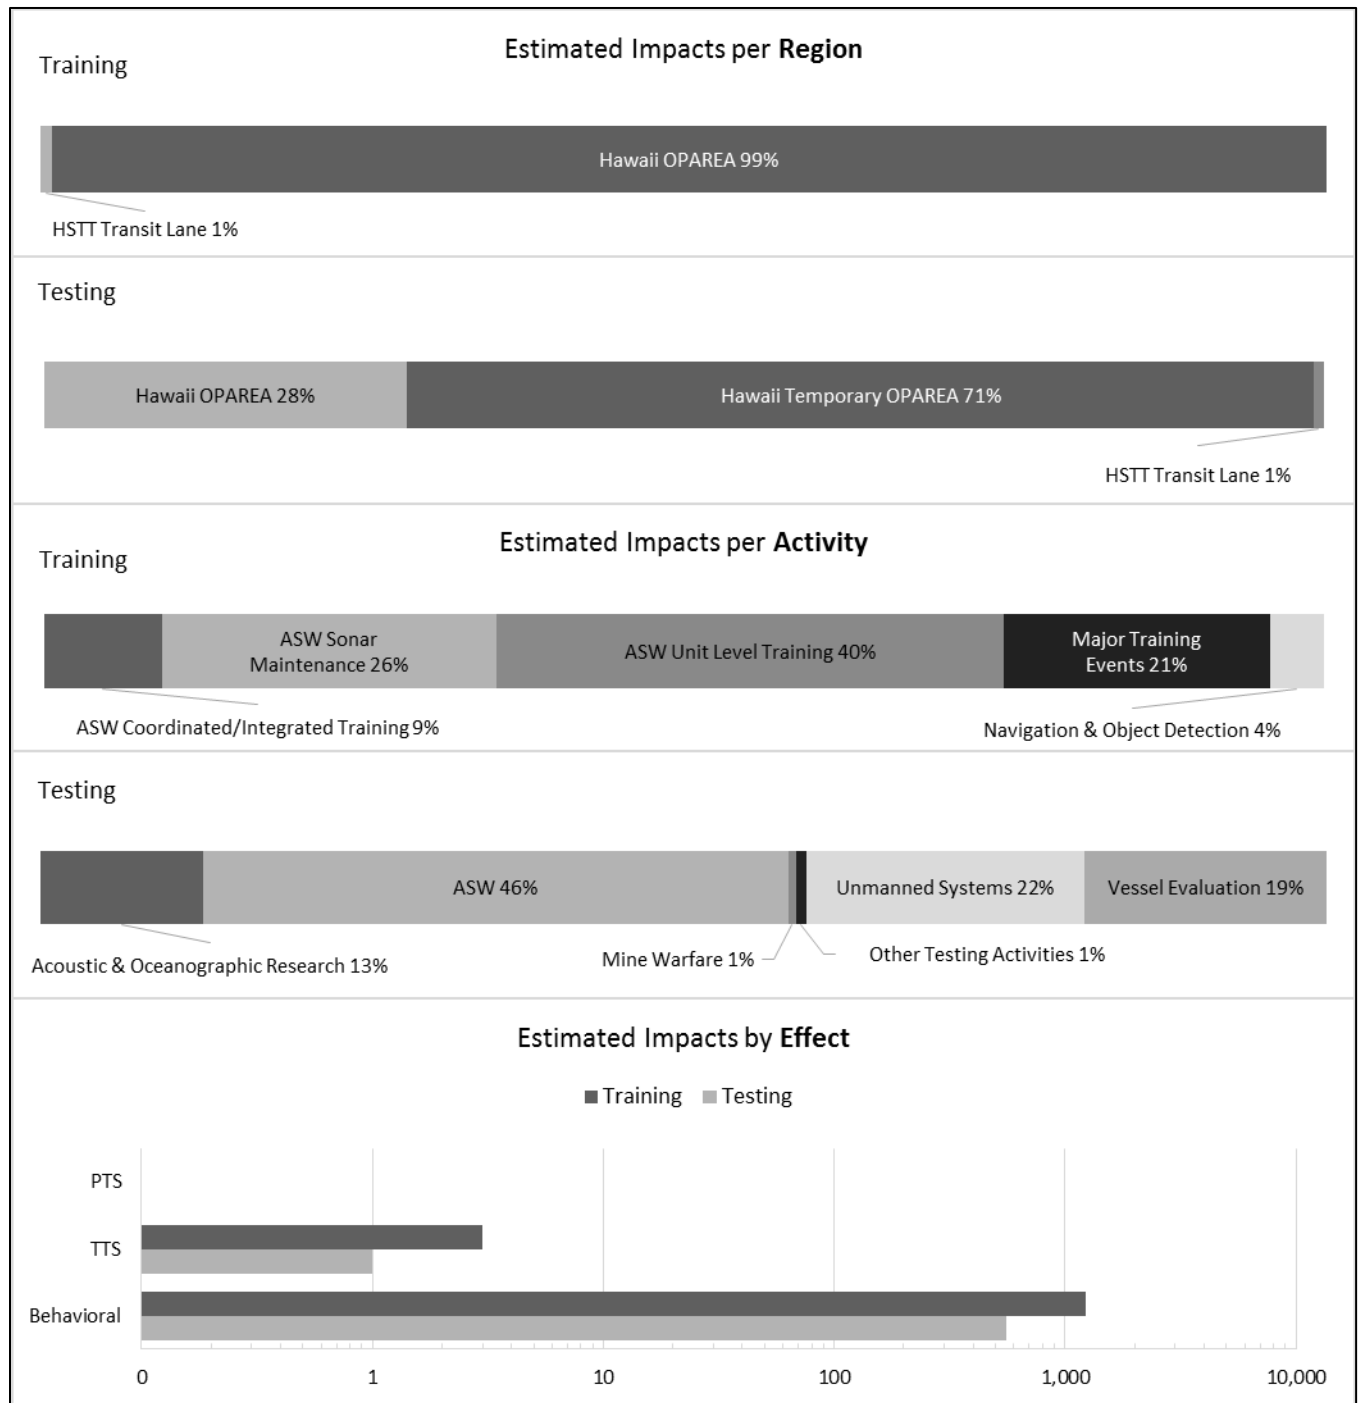 Estimated Impacts per Region
Training
Hawaii OPAREA 99%
HSTT Transit Lane 1%
Testing
Hawaii OPAREA 28%
Hawaii Temporary OPAREA 71%
HSTT Transit Lane 1%
Estimated Impacts per Activity
Training
ASW Sonar
Maintenance 26%
ASW Unit Level Training 40%
Major Training
Events 21%
ASW Coordinated/Integrated Training 9%
Navigation & Object Detection 4%
Testing
ASW 46%
Unmanned Systems 22%
Vessel Evaluation 19%
Acoustic & Oceanographic Research 13%
Mine Warfare 1%
Other Testing Activities 1%
Estimated Impacts by Effect
Training
Testing
PTS
TTS
Behavioral
0
1
10
100
1,000
10,000